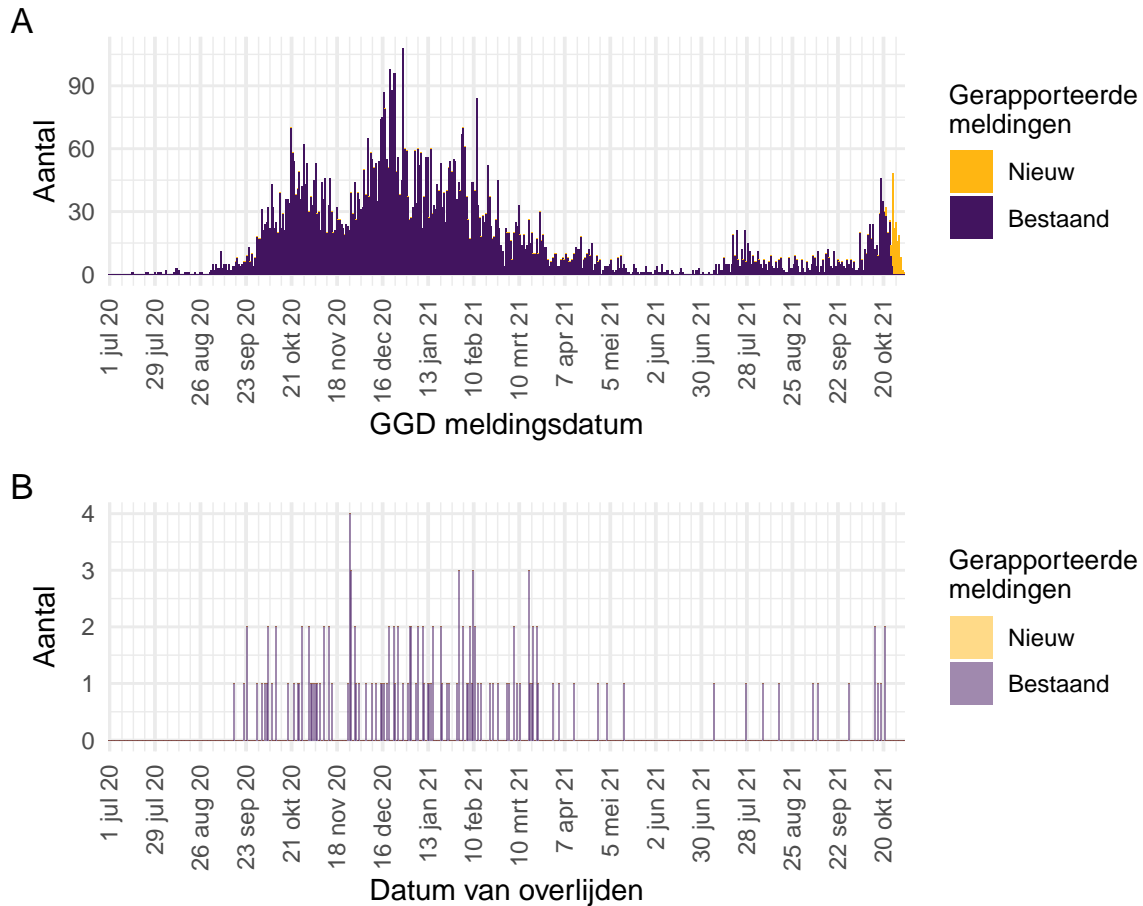 A
Aantal
90
60
30
0
1 jul 20
29 jul 20
26 aug 20
23 sep 20
21 okt 20
18 nov 20
16 dec 20
13 jan 21
10 feb 21
10 mrt 21
7 apr 21
5 mei 21
2 jun 21
30 jun 21
28 jul 21
25 aug 21
22 sep 21
20 okt 21
GGD meldingsdatum
Gerapporteerde
meldingen
Nieuw
Bestaand
B
Aantal
4
3
2
1
0
1 jul 20
29 jul 20
26 aug 20
23 sep 20
21 okt 20
18 nov 20
16 dec 20
13 jan 21
10 feb 21
10 mrt 21
7 apr 21
5 mei 21
2 jun 21
30 jun 21
28 jul 21
25 aug 21
22 sep 21
20 okt 21
Datum van overlijden
Gerapporteerde
meldingen
Nieuw
Bestaand